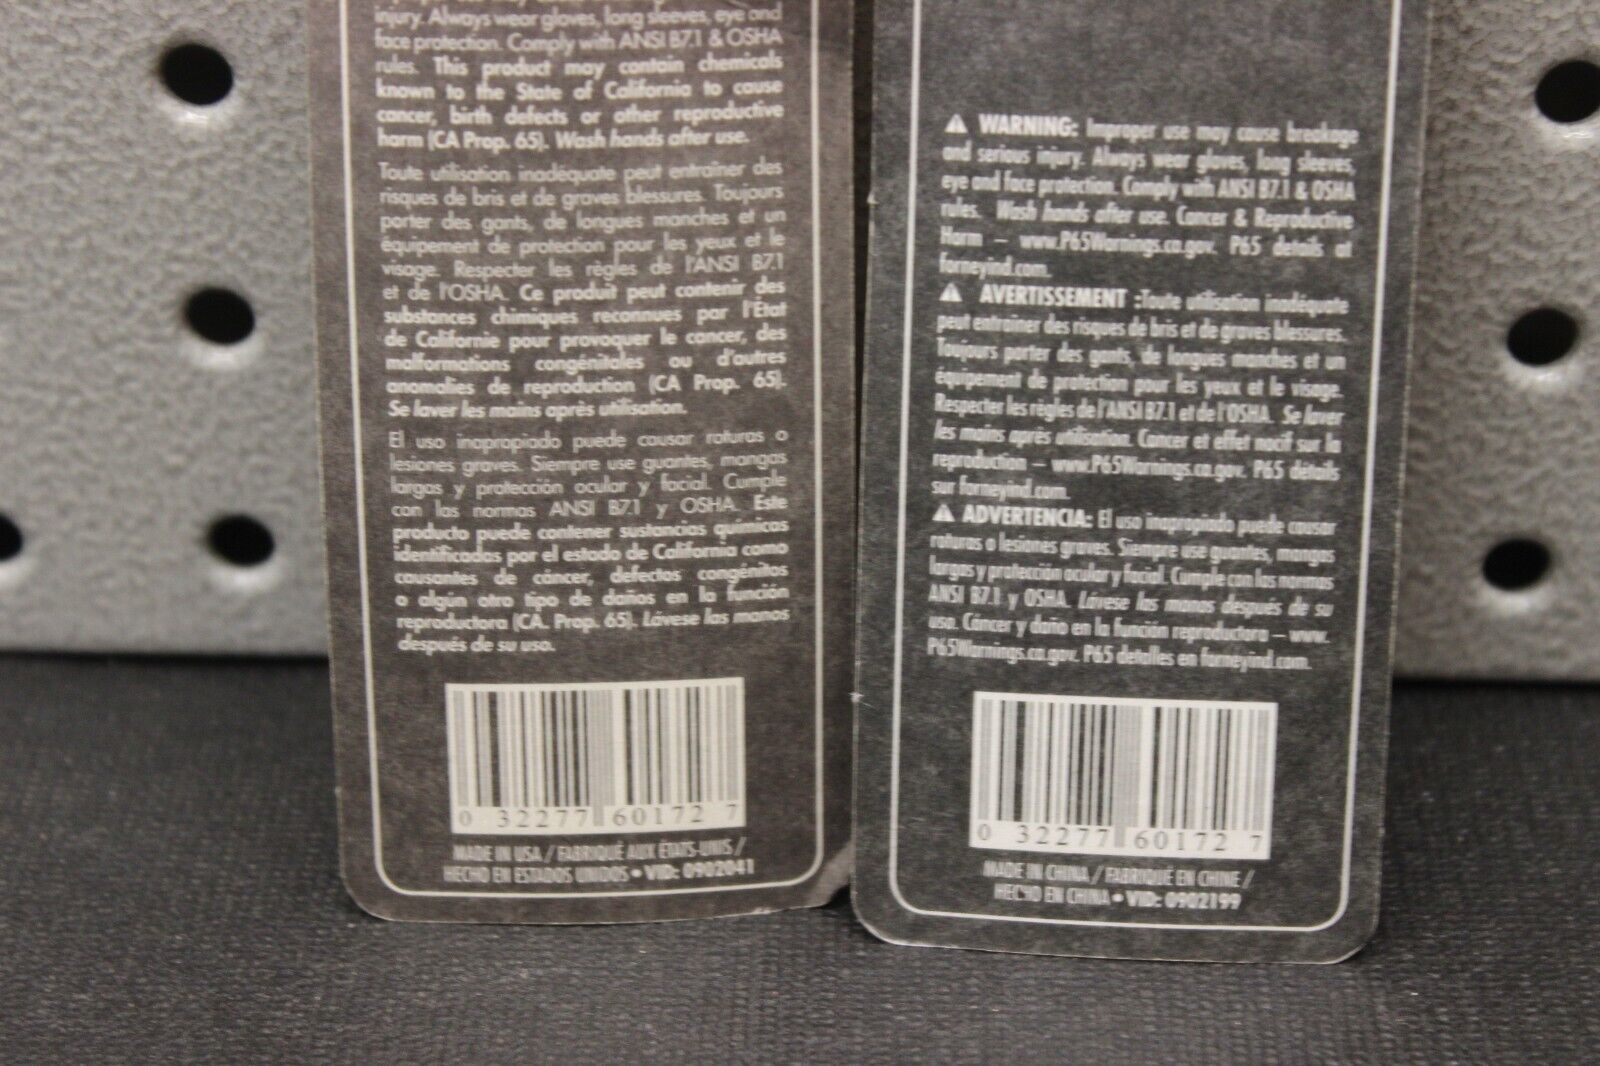 injury. Always wear gloves, long sleeves, eye and
face protection. Comply with ANSI B7.1 & OSHA
rules. This product may contain chemicals
known to the State of California to cause
cancer, birth defects or other reproductive
harm (CA Prop. 65). Wash hands after use.
Toute utilisation inadéquate peut entraîner des
risques de bris et de graves blessures. Toujours
porter des gants, de longues manches et un
équipement de protection pour les yeux et le
visage. Respecter les règles de l'ANSI B7.1
et de l'OSHA. Ce produit peut contenir des
substances chimiques reconnues par l'État
de Californie pour provoquer le cancer, des
malformations congénitales ou d'autres
anomalies de reproduction (CA Prop. 65).
Se laver les mains après utilisation.
El uso inapropiado puede causar roturas o
lesiones graves. Siempre use guantes, mangas
largas y protección ocular y facial. Cumple
con las normas ANSI B7.1 y OSHA. Este
producto puede contener sustancias químicas
identificadas por el estado de California como
causantes de cáncer, defectos congénitos
o algún otro tipo de daños en la función
reproductora (CA. Prop. 65). Lávese las manos
después de su uso.
0 32277 60172 7
MADE IN USA / FABRIQUÉ AUX ÉTATS-UNIS /
HECHO EN ESTADOS UNIDOS • VID: 0902041
⚠ WARNING: Improper use may cause breakage
and serious injury. Always wear gloves, long sleeves,
eye and face protection. Comply with ANSI B7.1 & OSHA
rules. Wash hands after use. Cancer & Reproductive
Harm – www.P65Warnings.ca.gov. P65 details at
forneyind.com.
⚠ AVERTISSEMENT :Toute utilisation inadéquate
peut entraîner des risques de bris et de graves blessures.
Toujours porter des gants, de longues manches et un
équipement de protection pour les yeux et le visage.
Respecter les règles de l'ANSI B7.1 et de l'OSHA. Se laver
les mains après utilisation. Cancer et effet nocif sur la
reproduction – www.P65Warnings.ca.gov. P65 détails
sur forneyind.com.
⚠ ADVERTENCIA: El uso inapropiado puede causar
roturas o lesiones graves. Siempre use guantes, mangas
largas y protección ocular y facial. Cumple con las normas
ANSI B7.1 y OSHA. Lávese las manos después de su
uso. Cáncer y daño en la función reproductora – www.
P65Warnings.ca.gov. P65 detalles en forneyind.com.
0 32277 60172 7
MADE IN CHINA / FABRIQUÉ EN CHINE /
HECHO EN CHINA • VID: 0902199